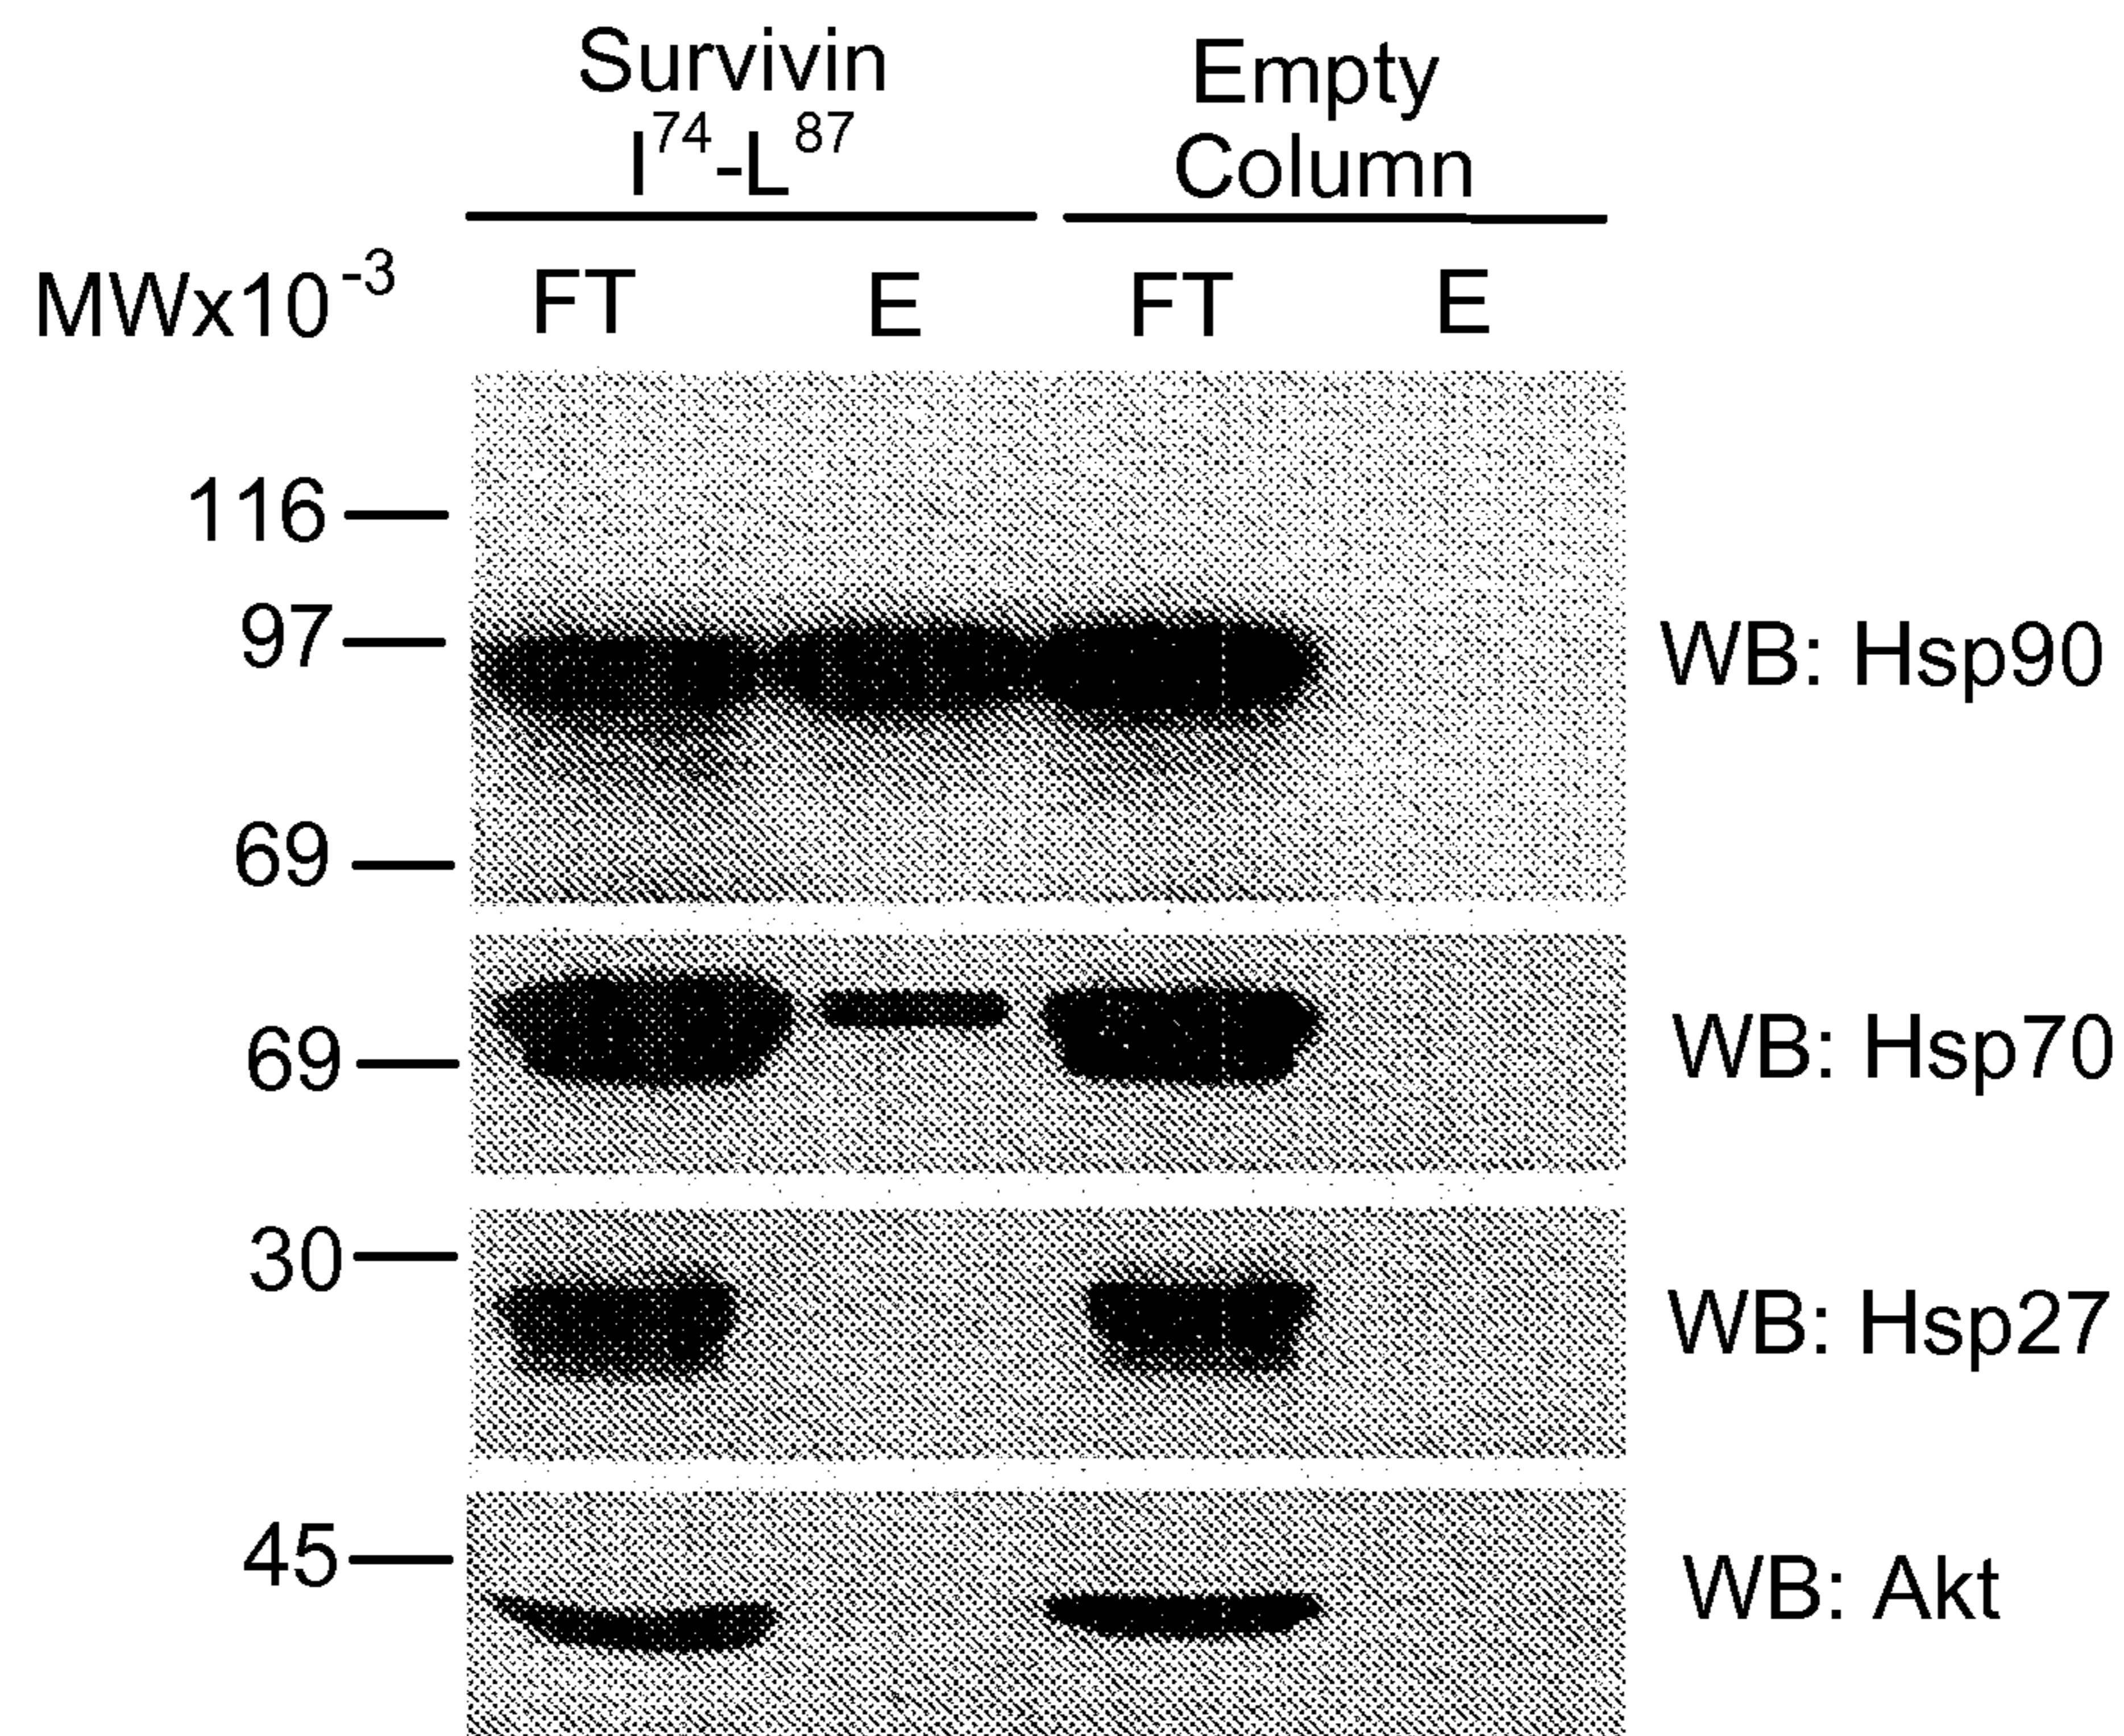 Survivin
I⁷⁴-L⁸⁷
Empty
Column
MWx10⁻³ FT E FT E
116
97
WB: Hsp90
69
69
WB: Hsp70
30
WB: Hsp27
45
WB: Akt